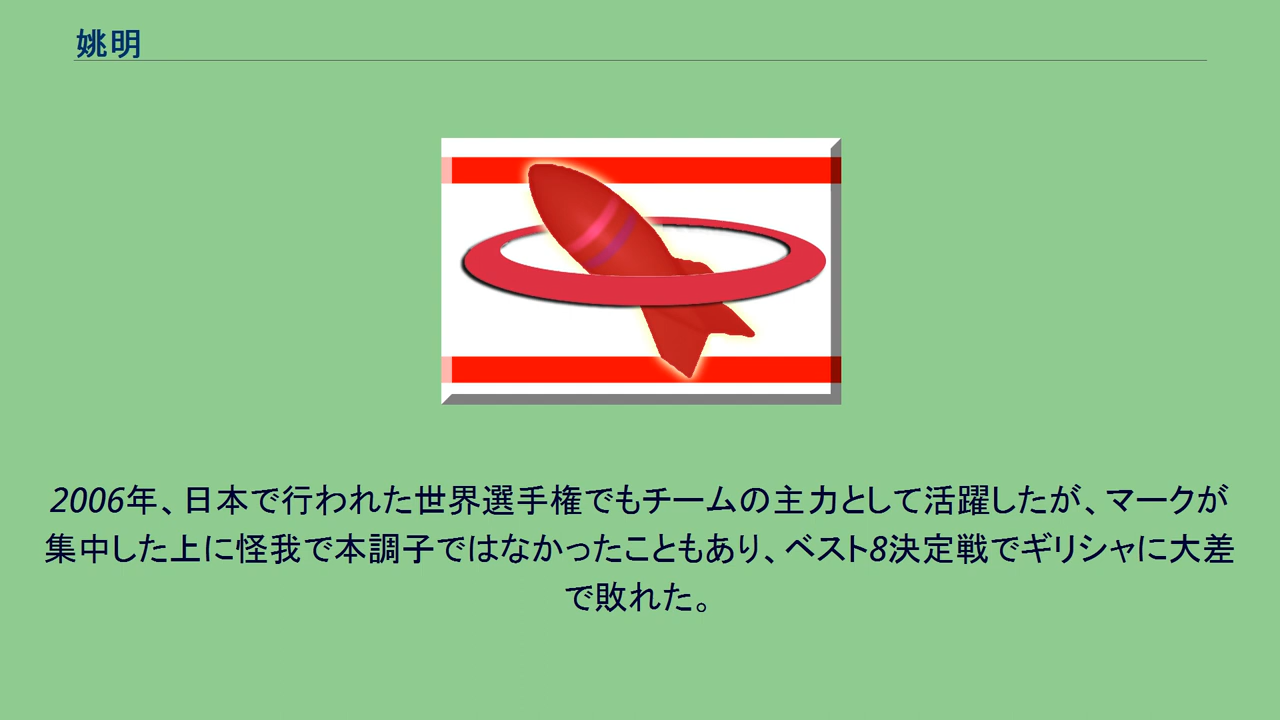 姚明
2006年、日本で行われた世界選手権でもチームの主力として活躍したが、マークが
集中した上に怪我で本調子ではなかったこともあり、ベスト8決定戦でギリシャに大差
で敗れた。